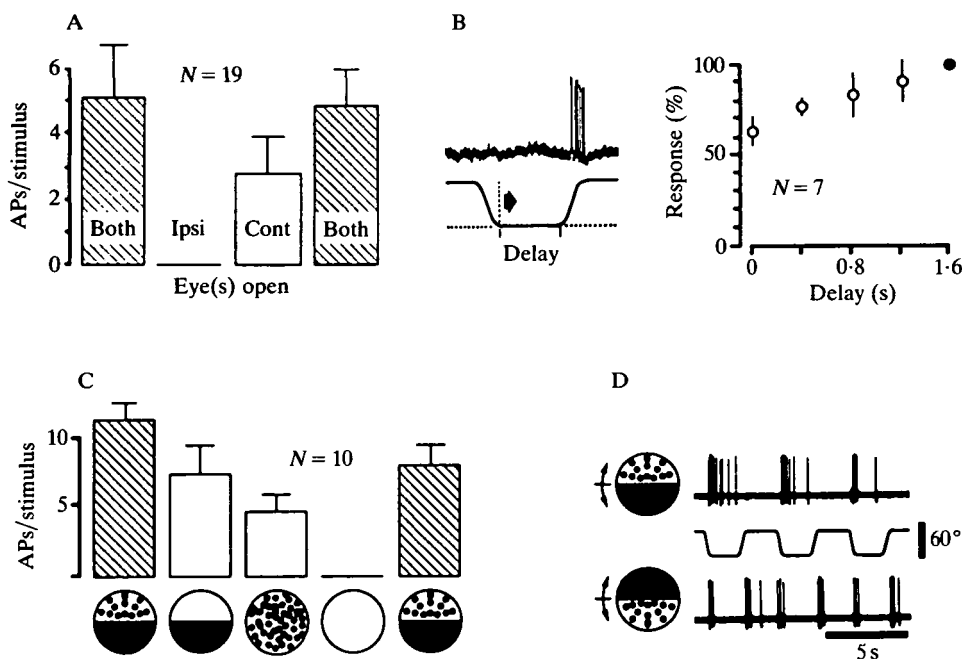 A
APs/stimulus
6
4
2
0
N = 19
Both
Ipsi
Cont
Both
Eye(s) open
B
Delay
Response (%)
100
50
0
N = 7
0
0·8
1·6
Delay (s)
C
APs/stimulus
10
5
N = 10
D
60°
5 s